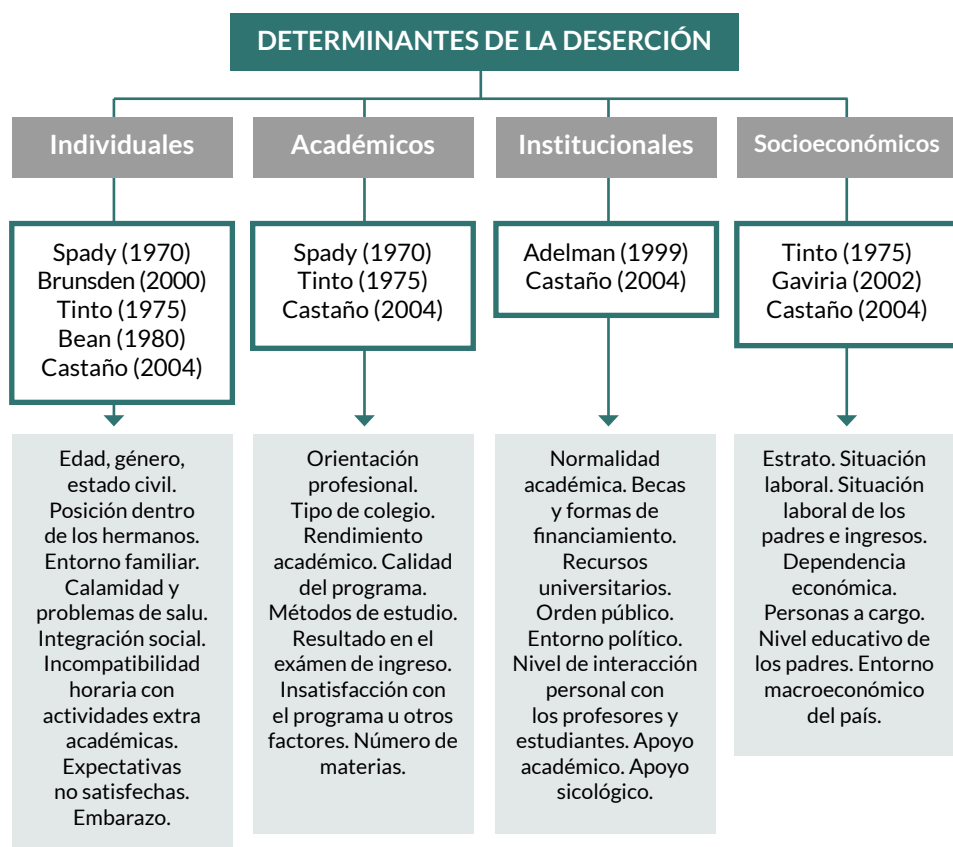 DETERMINANTES DE LA DESERCIÓN
Individuales
Académicos
Institucionales
Socioeconómicos
Spady (1970)
Brunsden (2000)
Tinto (1975)
Bean (1980)
Castaño (2004)
Spady (1970)
Tinto (1975)
Castaño (2004)
Adelman (1999)
Castaño (2004)
Tinto (1975)
Gaviria (2002)
Castaño (2004)
Edad, género,
estado civil.
Posición dentro
de los hermanos.
Entorno familiar.
Calamidad y
problemas de salu.
Integración social.
Incompatibilidad
horaria con
actividades extra
académicas.
Expectativas
no satisfechas.
Embarazo.
Orientación
profesional.
Tipo de colegio.
Rendimiento
académico. Calidad
del programa.
Métodos de estudio.
Resultado en el
exámen de ingreso.
Insatisfacción con
el programa u otros
factores. Número de
materias.
Normalidad
académica. Becas
y formas de
financiamiento.
Recursos
universitarios.
Orden público.
Entorno político.
Nivel de interacción
personal con
los profesores y
estudiantes. Apoyo
académico. Apoyo
sicológico.
Estrato. Situación
laboral. Situación
laboral de los
padres e ingresos.
Dependencia
económica.
Personas a cargo.
Nivel educativo de
los padres. Entorno
macroeconómico
del país.